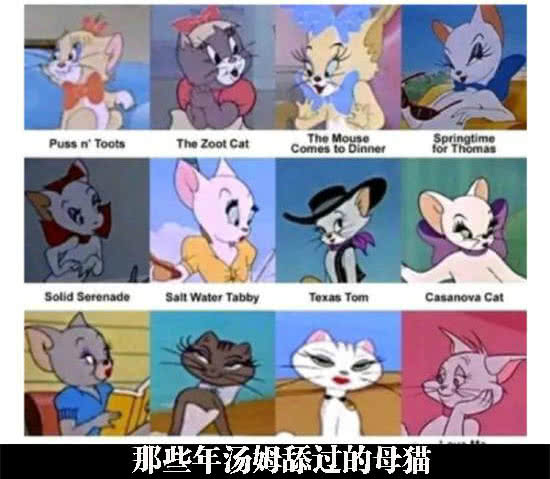 Puss n' Toots
The Zoot Cat
The Mouse
Comes to Dinner
Springtime
for Thomas
Solid Serenade
Salt Water Tabby
Texas Tom
Casanova Cat
那些年汤姆舔过的母猫